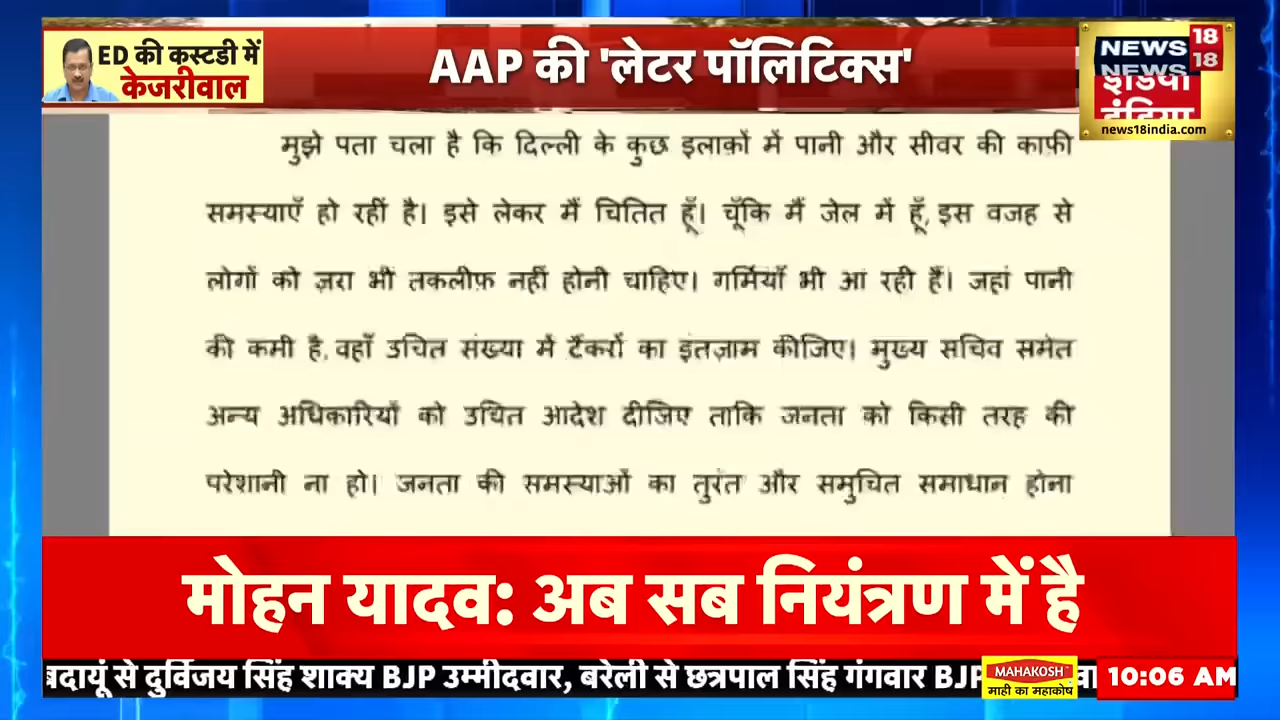 ED की कस्टडी में
केजरीवाल
AAP की 'लेटर पॉलिटिक्स'
NEWS 18
NEWS 18
इंडिया
news18india.com
मुझे पता चला है कि दिल्ली के कुछ इलाक़ों में पानी और सीवर की काफ़ी
समस्याएँ हो रहीं है। इसे लेकर मैं चिंतित हूँ। चूँकि मैं जेल में हूँ, इस वजह से
लोगों को ज़रा भी तकलीफ़ नहीं होनी चाहिए। गर्मियाँ भी आ रही हैं। जहां पानी
की कमी है, वहाँ उचित संख्या में टैंकरों का इंतज़ाम कीजिए। मुख्य सचिव समेत
अन्य अधिकारियों को उचित आदेश दीजिए ताकि जनता को किसी तरह की
परेशानी ना हो। जनता की समस्याओं का तुरंत और समुचित समाधान होना
मोहन यादव: अब सब नियंत्रण में है
बदायूं से दुर्विजय सिंह शाक्य BJP उम्मीदवार, बरेली से छत्रपाल सिंह गंगवार BJP
MAHAKOSH
माही का महाकोष
10:06 AM